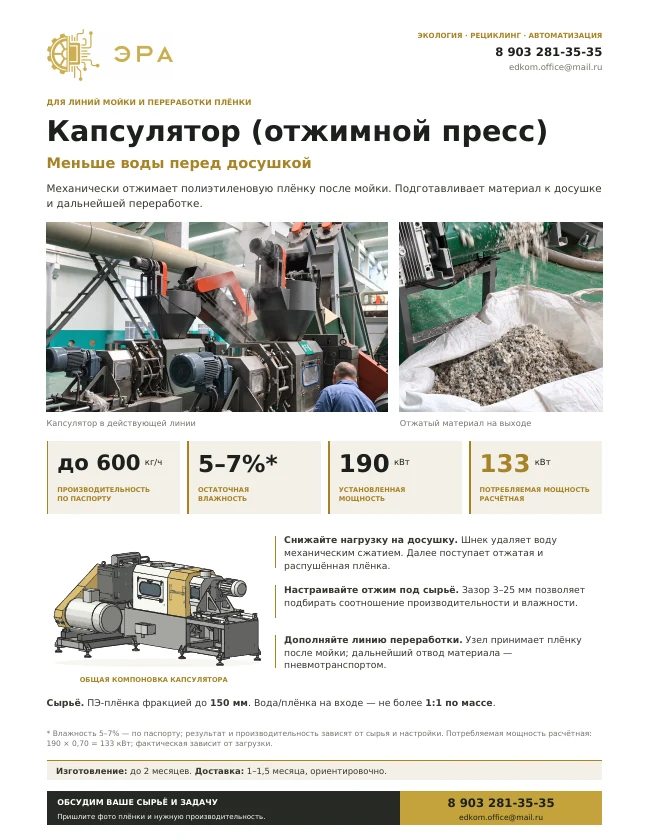 ЭРА
ЭКОЛОГИЯ · РЕЦИКЛИНГ · АВТОМАТИЗАЦИЯ
8 903 281-35-35
edkom.office@mail.ru
ДЛЯ ЛИНИЙ МОЙКИ И ПЕРЕРАБОТКИ ПЛЁНКИ
Капсулятор (отжимной пресс)
Меньше воды перед досушкой
Механически отжимает полиэтиленовую плёнку после мойки. Подготавливает материал к досушке
и дальнейшей переработке.
Капсулятор в действующей линии
Отжатый материал на выходе
до 600 кг/ч
ПРОИЗВОДИТЕЛЬНОСТЬ
ПО ПАСПОРТУ
5–7%*
ОСТАТОЧНАЯ
ВЛАЖНОСТЬ
190 кВт
УСТАНОВЛЕННАЯ
МОЩНОСТЬ
133 кВт
ПОТРЕБЛЯЕМАЯ МОЩНОСТЬ
РАСЧЁТНАЯ
Снижайте нагрузку на досушку. Шнек удаляет воду
механическим сжатием. Далее поступает отжатая и
распушённая плёнка.
Настраивайте отжим под сырьё. Зазор 3–25 мм позволяет
подбирать соотношение производительности и влажности.
Дополняйте линию переработки. Узел принимает плёнку
после мойки; дальнейший отвод материала —
пневмотранспортом.
ОБЩАЯ КОМПОНОВКА КАПСУЛЯТОРА
Сырьё. ПЭ-плёнка фракцией до 150 мм. Вода/плёнка на входе — не более 1:1 по массе.
* Влажность 5–7% — по паспорту; результат и производительность зависят от сырья и настройки. Потребляемая мощность расчётная:
190 × 0,70 = 133 кВт; фактическая зависит от загрузки.
Изготовление: до 2 месяцев. Доставка: 1–1,5 месяца, ориентировочно.
ОБСУДИМ ВАШЕ СЫРЬЁ И ЗАДАЧУ
Пришлите фото плёнки и нужную производительность.
8 903 281-35-35
edkom.office@mail.ru